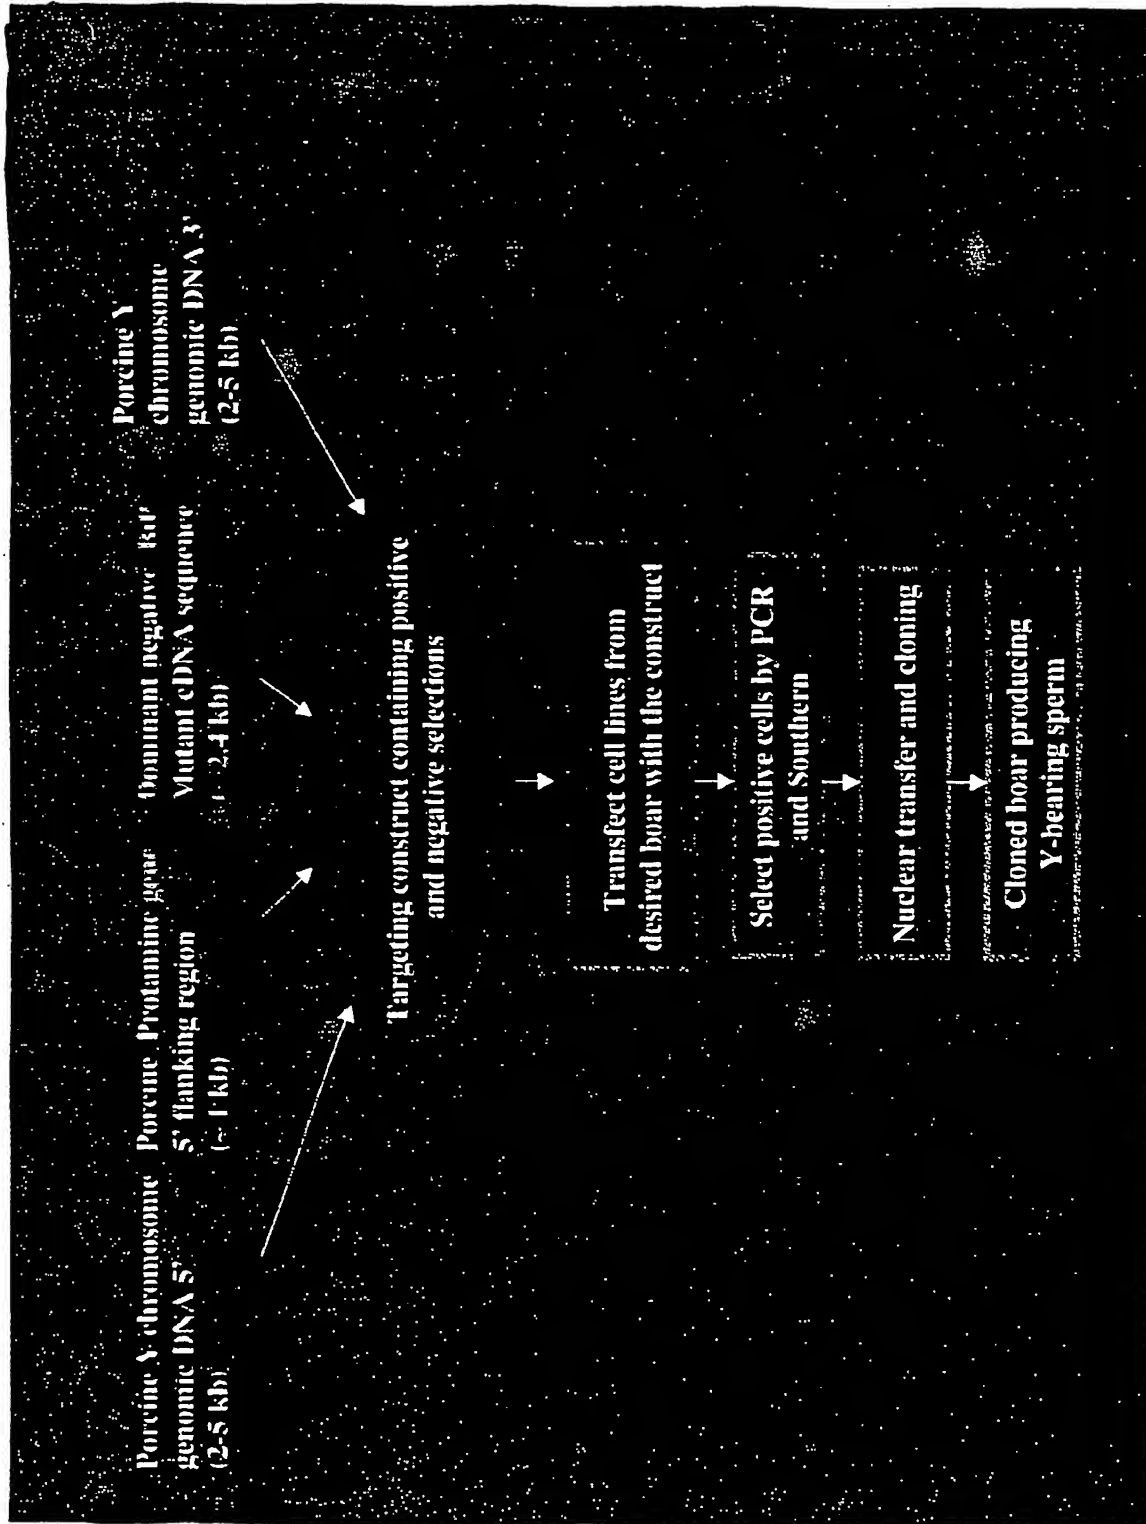 Porcine Y chromosome
genomic DNA 5'
(2-5 kb)
Porcine Protamine gene
5' flanking region
(~ 1 kb)
Dominant negative
Mutant cDNA sequence
2.4 kb)
Porcine Y
chromosome
genomic DNA 3'
(2-5 kb)
Targeting construct containing positive
and negative selections
Transfect cell lines from
desired boar with the construct
Select positive cells by PCR
and Southern
Nuclear transfer and cloning
Cloned boar producing
Y-bearing sperm